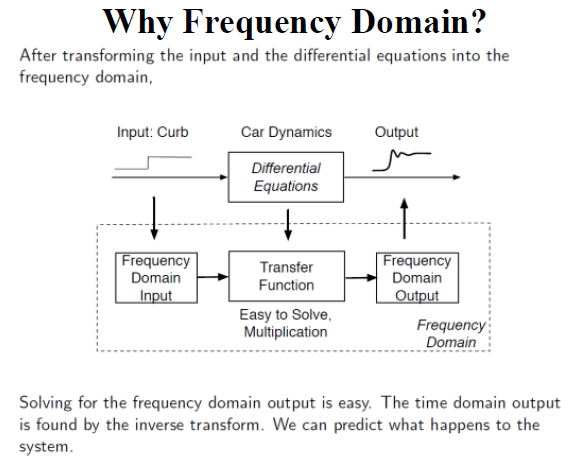 Why Frequency Domain?
After transforming the input and the differential equations into the
frequency domain,
Input: Curb
Car Dynamics
Output
Differential
Equations
Frequency
Domain
Input
Transfer
Function
Frequency
Domain
Output
Easy to Solve,
Multiplication
Frequency
Domain
Solving for the frequency domain output is easy. The time domain output
is found by the inverse transform. We can predict what happens to the
system.